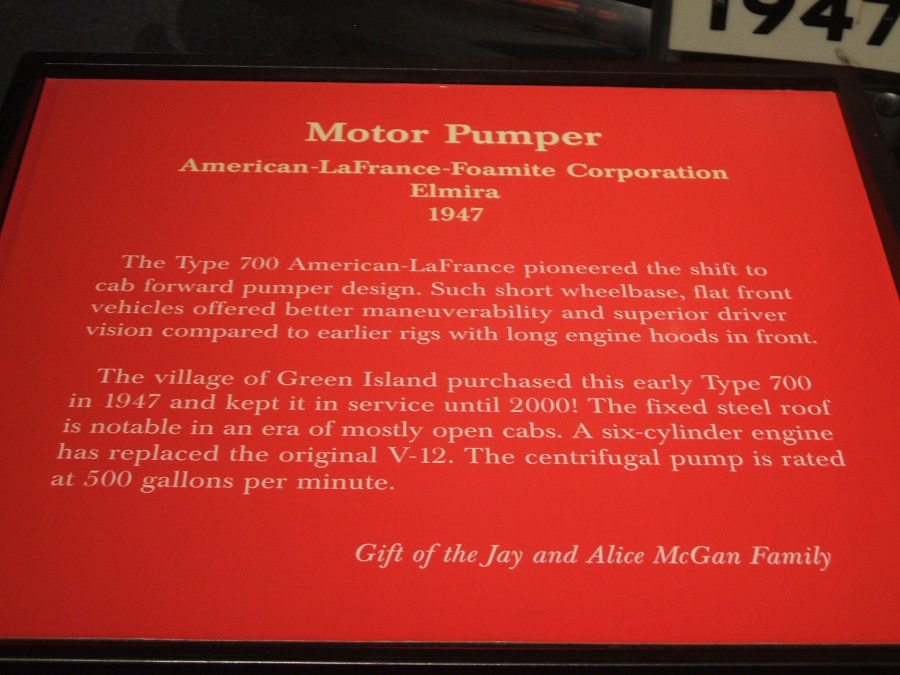 1947
Motor Pumper
American-LaFrance-Foamite Corporation
Elmira
1947
The Type 700 American-LaFrance pioneered the shift to
cab forward pumper design. Such short wheelbase, flat front
vehicles offered better maneuverability and superior driver
vision compared to earlier rigs with long engine hoods in front.
The village of Green Island purchased this early Type 700
in 1947 and kept it in service until 2000! The fixed steel roof
is notable in an era of mostly open cabs. A six-cylinder engine
has replaced the original V-12. The centrifugal pump is rated
at 500 gallons per minute.
Gift of the Jay and Alice McGan Family